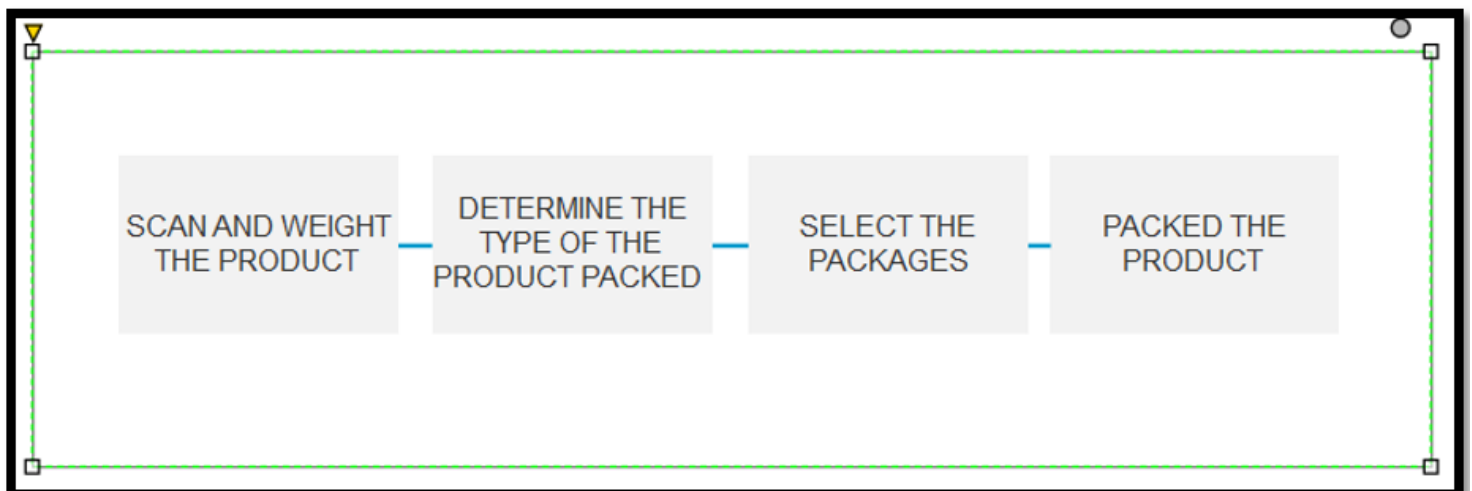 SCAN AND WEIGHT
THE PRODUCT
DETERMINE THE
TYPE OF THE
PRODUCT PACKED
SELECT THE
PACKAGES
PACKED THE
PRODUCT